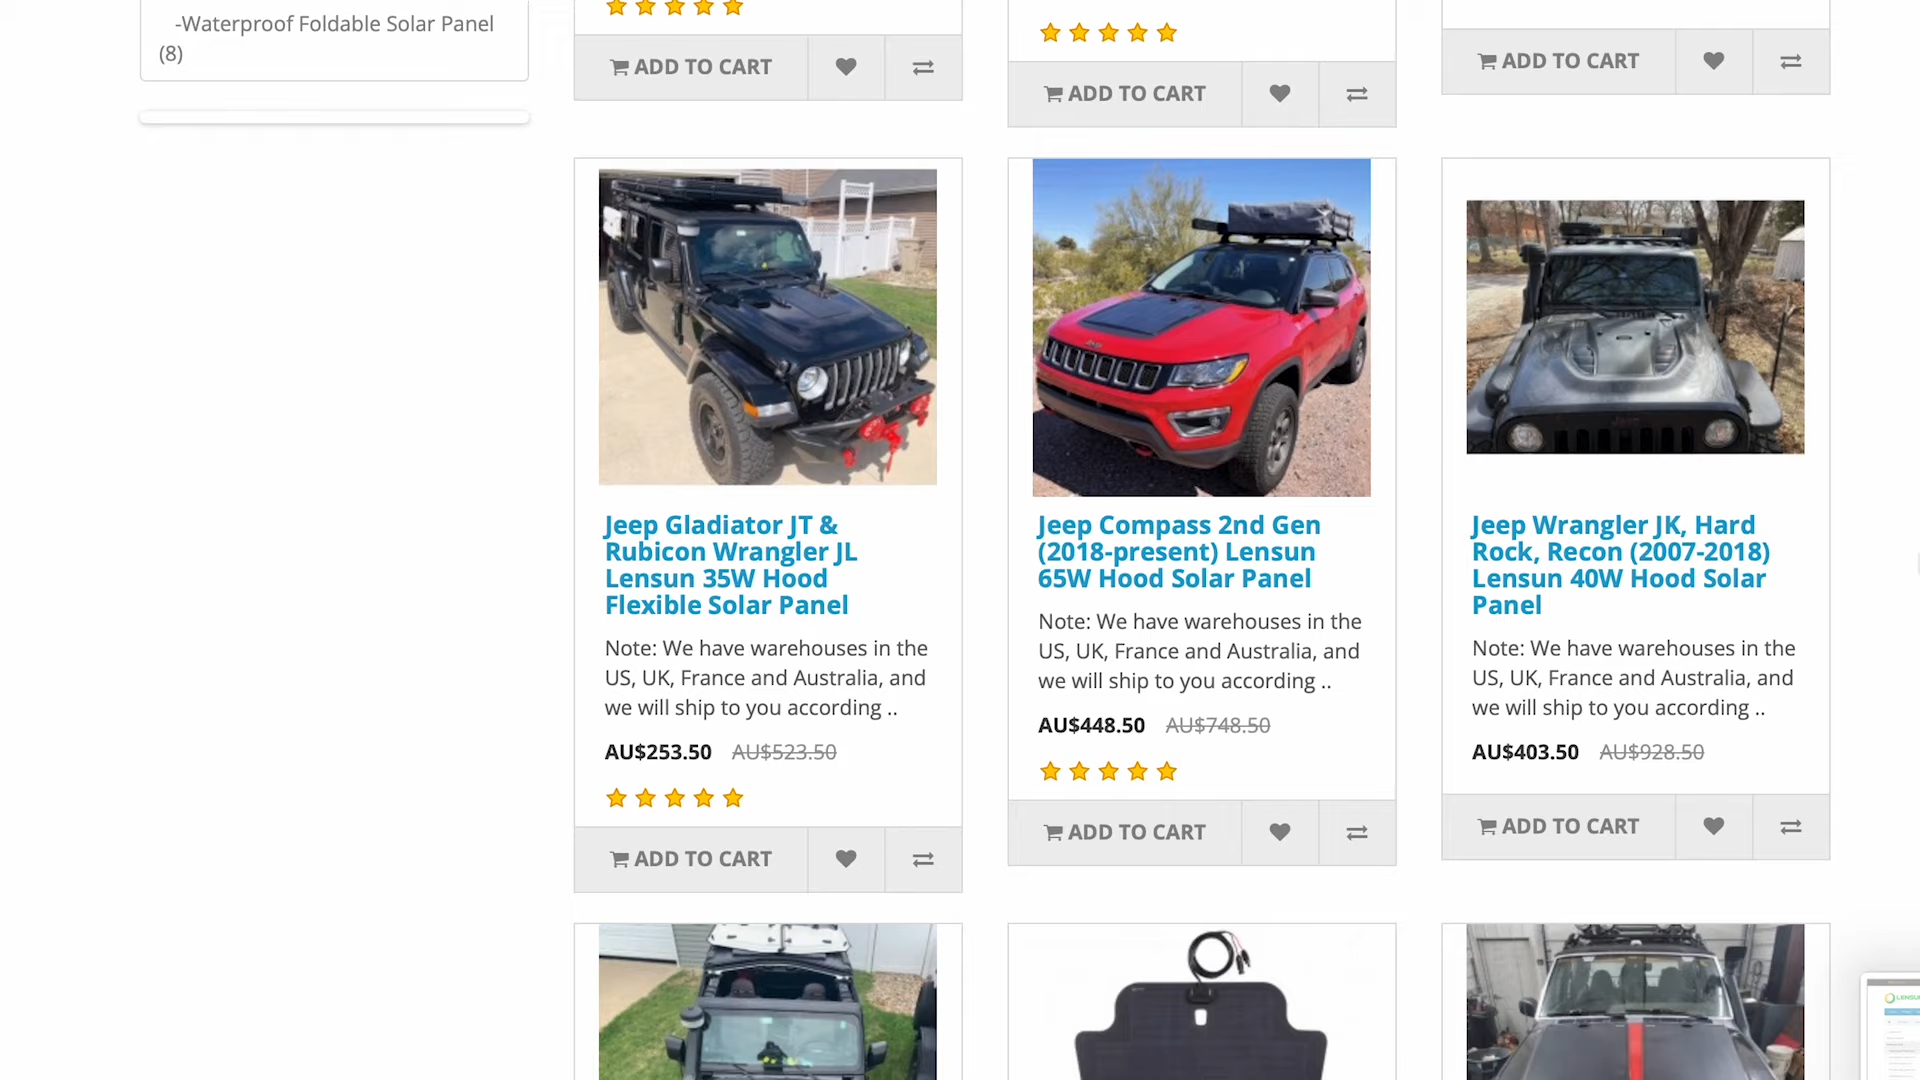 -Waterproof Foldable Solar Panel
(8)
ADD TO CART
ADD TO CART
ADD TO CART
Jeep Gladiator JT &
Rubicon Wrangler JL
Lensun 35W Hood
Flexible Solar Panel
Note: We have warehouses in the
US, UK, France and Australia, and
we will ship to you according ..
AU$253.50 AU$523.50
ADD TO CART
Jeep Compass 2nd Gen
(2018-present) Lensun
65W Hood Solar Panel
Note: We have warehouses in the
US, UK, France and Australia, and
we will ship to you according ..
AU$448.50 AU$748.50
ADD TO CART
Jeep Wrangler JK, Hard
Rock, Recon (2007-2018)
Lensun 40W Hood Solar
Panel
Note: We have warehouses in the
US, UK, France and Australia, and
we will ship to you according ..
AU$403.50 AU$928.50
ADD TO CART